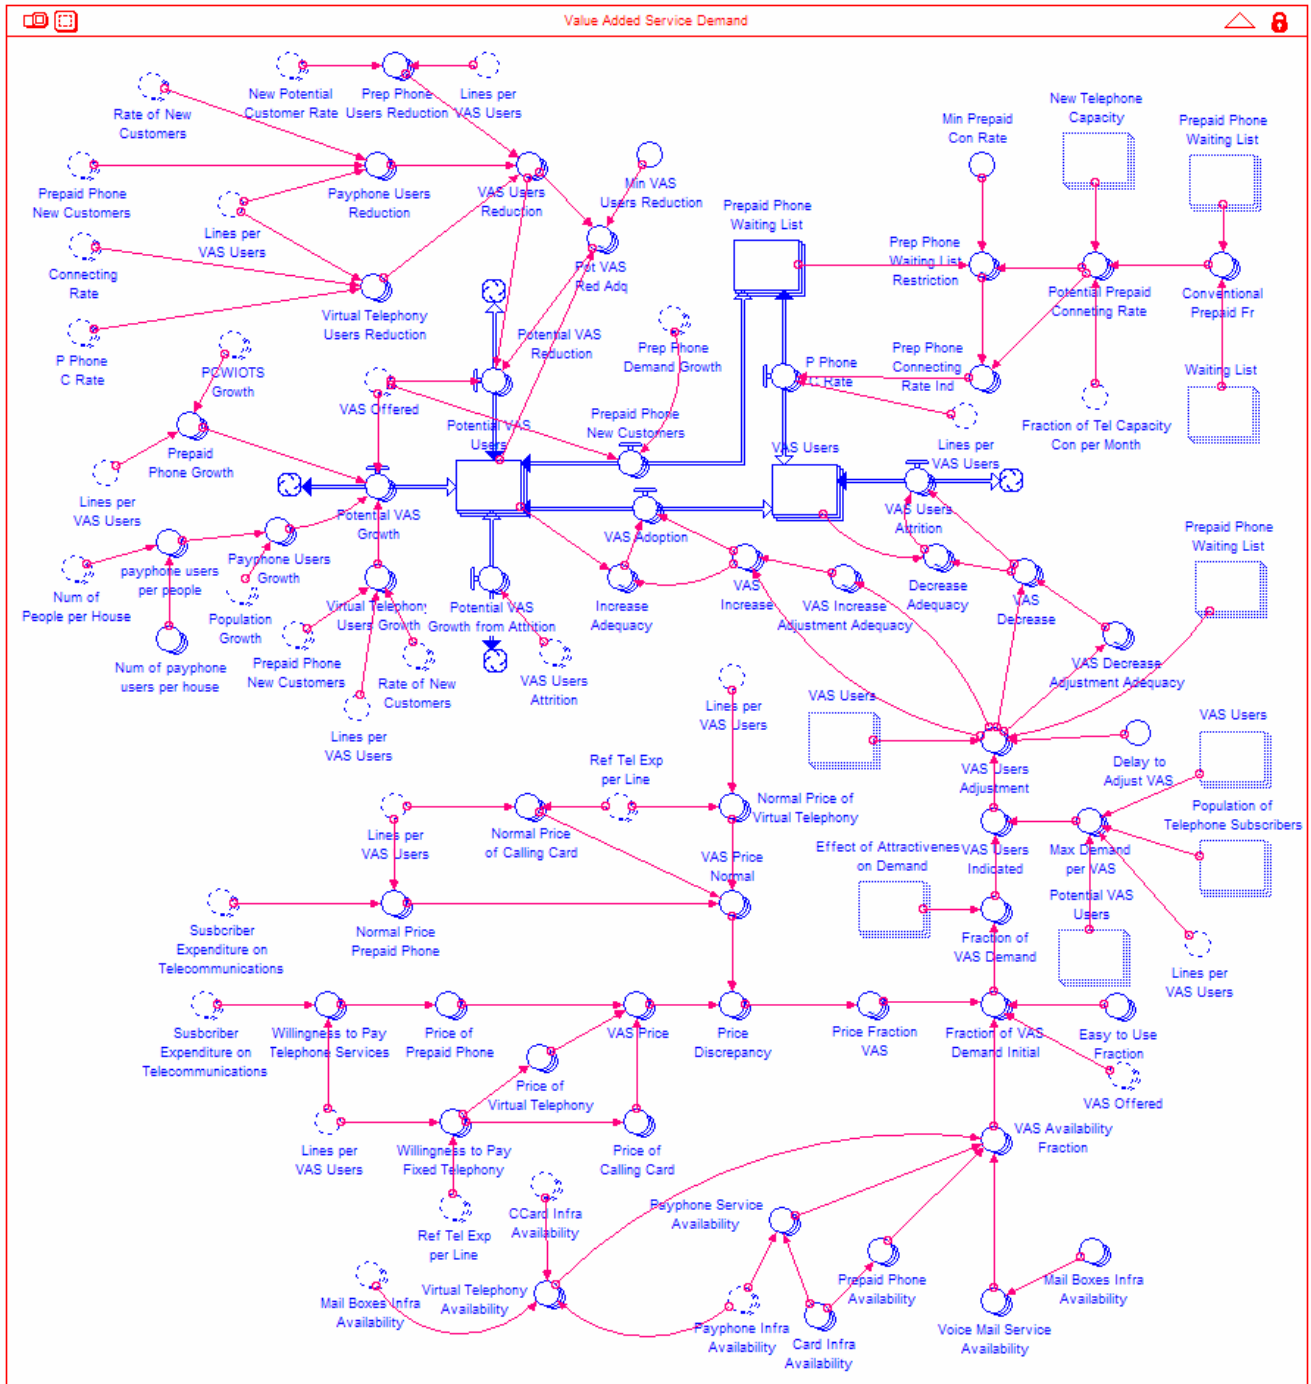 Value Added Service Demand
New Potential
Customer Rate
Prep Phone
Users Reduction
Lines per
VAS Users
Rate of New
Customers
Prepaid Phone
New Customers
Payphone Users
Reduction
VAS Users
Reduction
Min VAS
Users Reduction
Lines per
VAS Users
Connecting
Rate
Pot VAS
Red Adq
Virtual Telephony
Users Reduction
P Phone
C Rate
New Telephone
Capacity
Min Prepaid
Con Rate
Prepaid Phone
Waiting List
Prepaid Phone
Waiting List
Prep Phone
Waiting List
Restriction
Potential Prepaid
Conneting Rate
Conventional
Prepaid Fr
Potential VAS
Reduction
Prep Phone
Demand Growth
P Phone
C Rate
Prep Phone
Connecting
Rate Ind
Waiting List
Fraction of Tel Capacity
Con per Month
PCWIOTS
Growth
VAS Offered
Prepaid Phone
New Customers
Potential VAS
Users
VAS Users
Lines per
VAS Users
Prepaid
Phone Growth
Lines per
VAS Users
Potential VAS
Growth
VAS Adoption
VAS Users
Attrition
Prepaid Phone
Waiting List
payphone users
per people
Payphone Users
Growth
Num of
People per House
Population
Growth
Virtual Telephony
Users Growth
Potential VAS
Growth from Attrition
Increase
Adequacy
VAS
Increase
VAS Increase
Adjustment Adequacy
Decrease
Adequacy
VAS
Decrease
Num of payphone
users per house
Prepaid Phone
New Customers
Rate of New
Customers
VAS Users
Attrition
VAS Decrease
Adjustment Adequacy
Lines per
VAS Users
Lines per
VAS Users
VAS Users
VAS Users
VAS Users
Adjustment
Delay to
Adjust VAS
Ref Tel Exp
per Line
Normal Price of
Virtual Telephony
Population of
Telephone Subscribers
Lines per
VAS Users
Normal Price
of Calling Card
VAS Price
Normal
Effect of Attractivenes
on Demand
VAS Users
Indicated
Max Demand
per VAS
Potential VAS
Users
Susbcriber
Expenditure on
Telecommunications
Normal Price
Prepaid Phone
Fraction of
VAS Demand
Lines per
VAS Users
Susbcriber
Expenditure on
Telecommunications
Willingness to Pay
Telephone Services
Price of
Prepaid Phone
VAS Price
Price
Discrepancy
Price Fraction
VAS
Fraction of VAS
Demand Initial
Easy to Use
Fraction
Price of
Virtual Telephony
VAS Offered
Lines per
VAS Users
Willingness to Pay
Fixed Telephony
Price of
Calling Card
VAS Availability
Fraction
Ref Tel Exp
per Line
CCard Infra
Availability
Payphone Service
Availability
Mail Boxes Infra
Availability
Virtual Telephony
Availability
Prepaid Phone
Availability
Mail Boxes Infra
Availability
Payphone Infra
Availability
Card Infra
Availability
Voice Mail Service
Availability